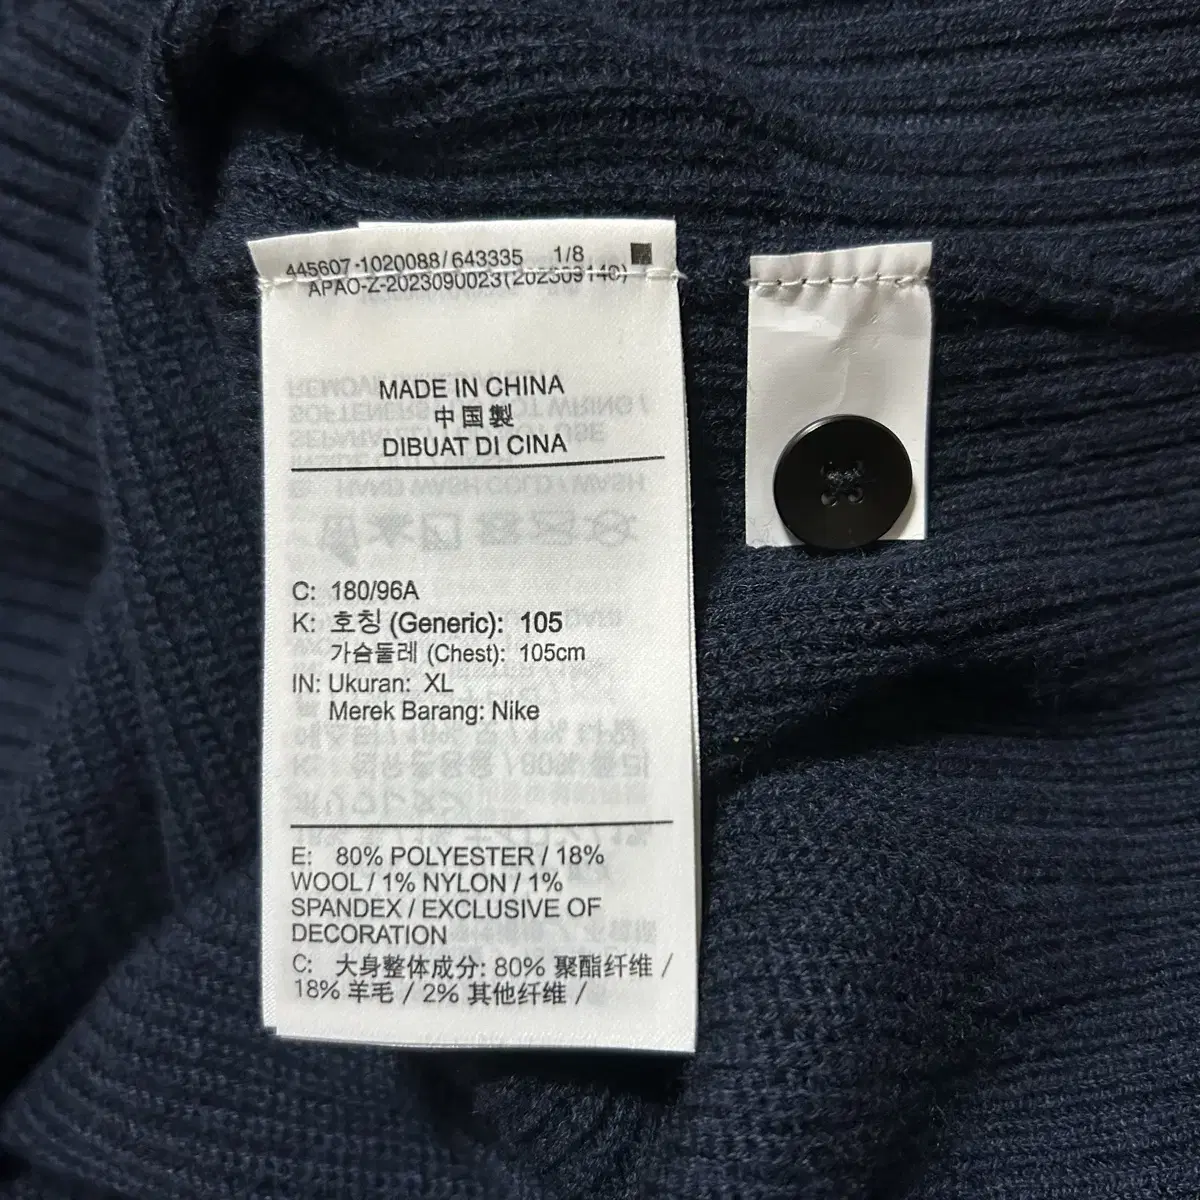 445607-1020088/643335 1/8
APAO-Z-2023090023(20230914C)
MADE IN CHINA
中国製
DIBUAT DI CINA
C: 180/96A
K: 호칭 (Generic): 105
가슴둘레 (Chest): 105cm
IN: Ukuran: XL
Merek Barang: Nike
E: 80% POLYESTER / 18%
WOOL / 1% NYLON / 1%
SPANDEX / EXCLUSIVE OF
DECORATION
C: 大身整体成分: 80% 聚酯纤维 /
18% 羊毛 / 2% 其他纤维 /